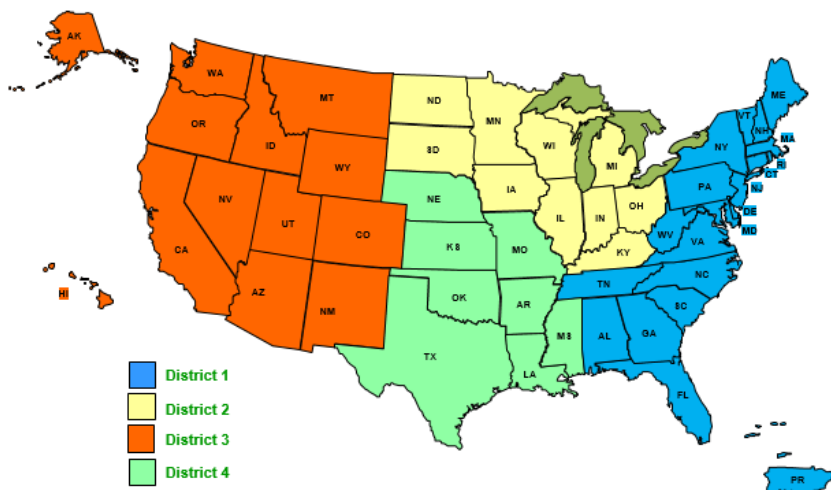 AK
WA
MT
ND
MN
ME
VT
NH
MA
OR
ID
SD
WI
MI
NY
RI
CT
WY
IA
PA
NJ
NV
NE
IL
IN
OH
DE
MD
UT
CO
KS
MO
KY
WV
VA
CA
AZ
NM
OK
AR
TN
NC
SC
HI
TX
LA
MS
AL
GA
FL
PR
District 1
District 2
District 3
District 4